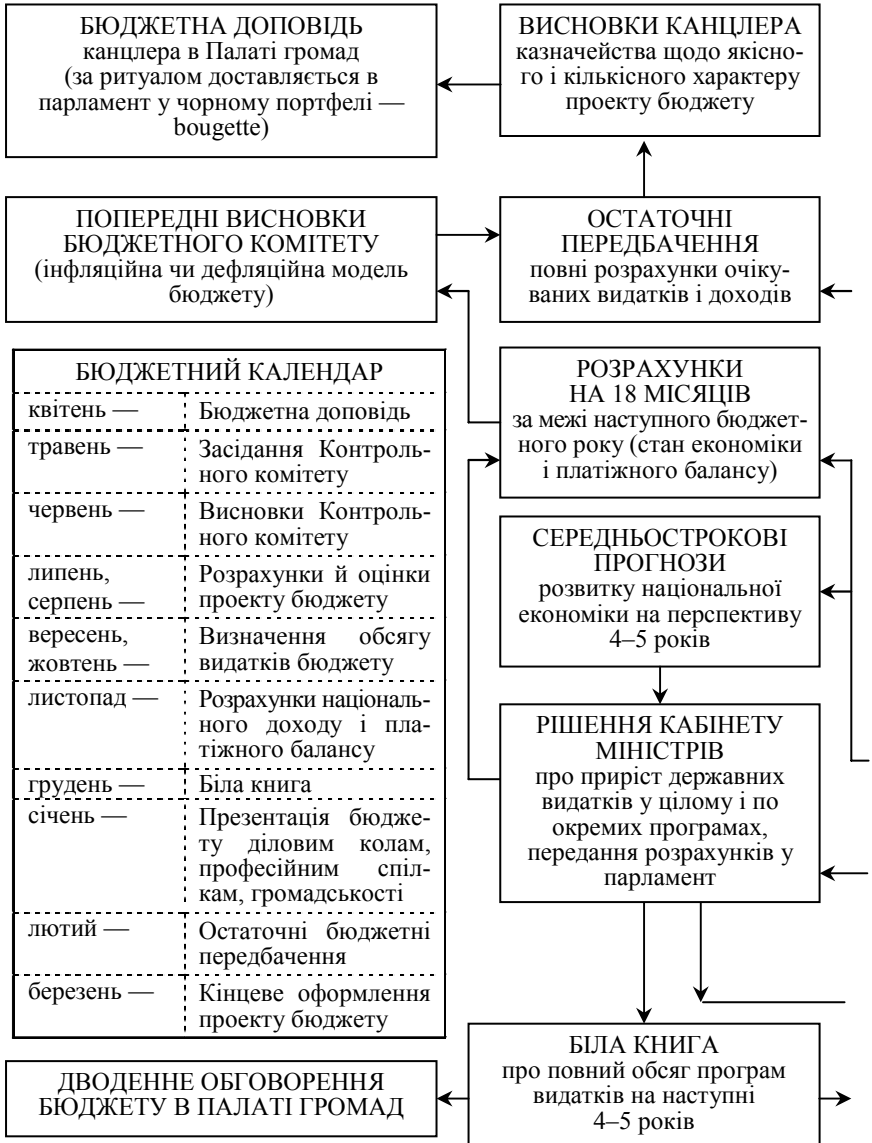 БЮДЖЕТНА ДОПОВІДЬ
канцлера в Палаті громад
(за ритуалом доставляється в
парламент у чорному портфелі —
bougette)
ВИСНОВКИ КАНЦЛЕРА
казначейства щодо якісно-
го і кількісного характеру
проекту бюджету
ПОПЕРЕДНІ ВИСНОВКИ
БЮДЖЕТНОГО КОМІТЕТУ
(інфляційна чи дефляційна модель
бюджету)
ОСТАТОЧНІ
ПЕРЕДБАЧЕННЯ
повні розрахунки очіку-
ваних видатків і доходів
БЮДЖЕТНИЙ КАЛЕНДАР
квітень — Бюджетна доповідь
травень — Засідання Контроль-
ного комітету
червень — Висновки Контроль-
ного комітету
липень, Розрахунки й оцінки
серпень — проекту бюджету
вересень, Визначення обсягу
жовтень — видатків бюджету
листопад — Розрахунки національ-
ного доходу і пла-
тіжного балансу
грудень — Біла книга
січень — Презентація бюдже-
ту діловим колам,
професійним спіл-
кам, громадськості
лютий — Остаточні бюджетні
передбачення
березень — Кінцеве оформлення
проекту бюджету
РОЗРАХУНКИ
НА 18 МІСЯЦІВ
за межі наступного бюджет-
ного року (стан економіки
і платіжного балансу)
СЕРЕДНЬОСТРОКОВІ
ПРОГНОЗИ
розвитку національної
економіки на перспективу
4–5 років
РІШЕННЯ КАБІНЕТУ
МІНІСТРІВ
про приріст державних
видатків у цілому і по
окремих програмах,
передання розрахунків у
парламент
ДВОДЕННЕ ОБГОВОРЕННЯ
БЮДЖЕТУ В ПАЛАТІ ГРОМАД
БІЛА КНИГА
про повний обсяг програм
видатків на наступні
4–5 років